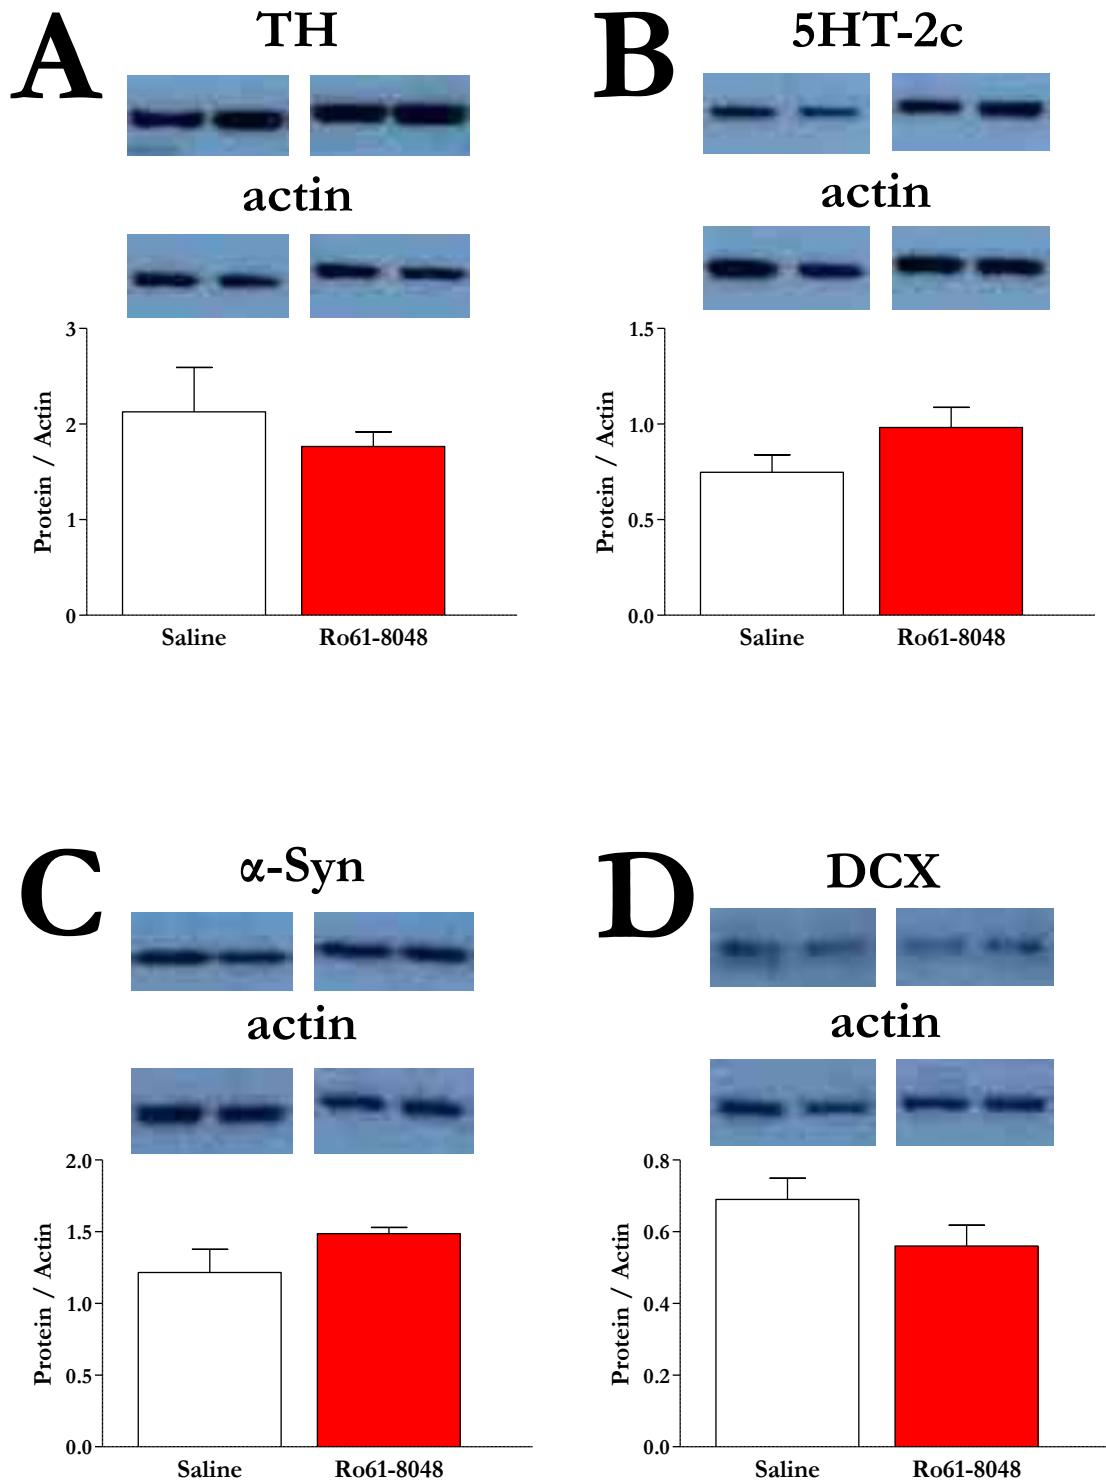 A
TH
actin
3
2
1
0
Protein / Actin
Saline
Ro61-8048
B
5HT-2c
actin
1.5
1.0
0.5
0.0
Protein / Actin
Saline
Ro61-8048
C
α-Syn
actin
2.0
1.5
1.0
0.5
0.0
Protein / Actin
Saline
Ro61-8048
D
DCX
actin
0.8
0.6
0.4
0.2
0.0
Protein / Actin
Saline
Ro61-8048